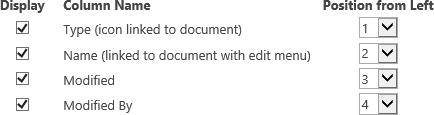 Display Column Name Position from Left
Type (icon linked to document) 1
Name (linked to document with edit menu) 2
Modified 3
Modified By 4